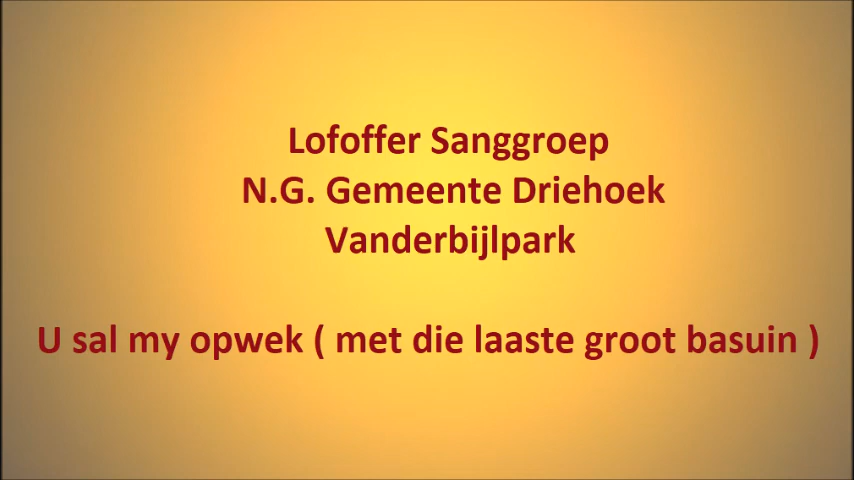 Lofoffer Sanggroep
N.G. Gemeente Driehoek
Vanderbijlpark
U sal my opwek ( met die laaste groot basuin )